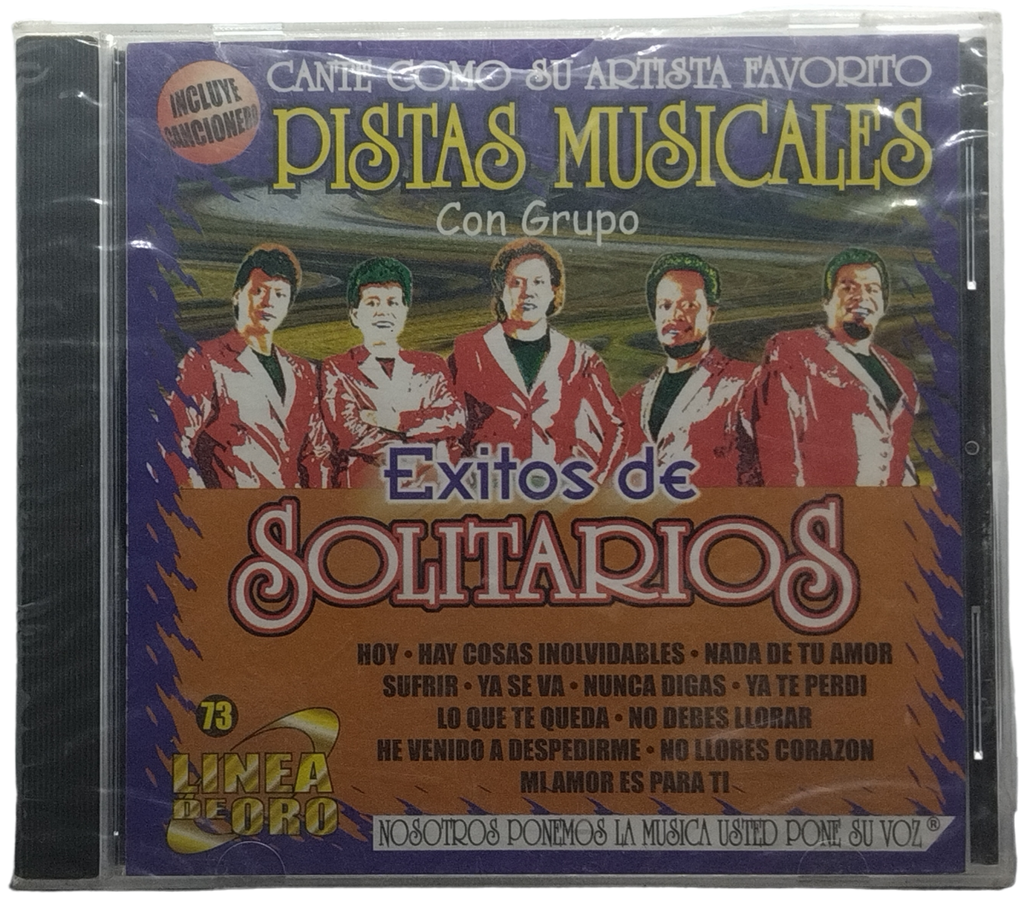 INCLUYE
CANCIONERO
CANTE COMO SU ARTISTA FAVORITO
PISTAS MUSICALES
Con Grupo
Exitos de
SOLITARIOS
HOY • HAY COSAS INOLVIDABLES • NADA DE TU AMOR
SUFRIR • YA SE VA • NUNCA DIGAS • YA TE PERDI
LO QUE TE QUEDA • NO DEBES LLORAR
HE VENIDO A DESPEDIRME • NO LLORES CORAZON
MI AMOR ES PARA TI
73
LINEA
DE ORO
NOSOTROS PONEMOS LA MUSICA USTED PONE SU VOZ®